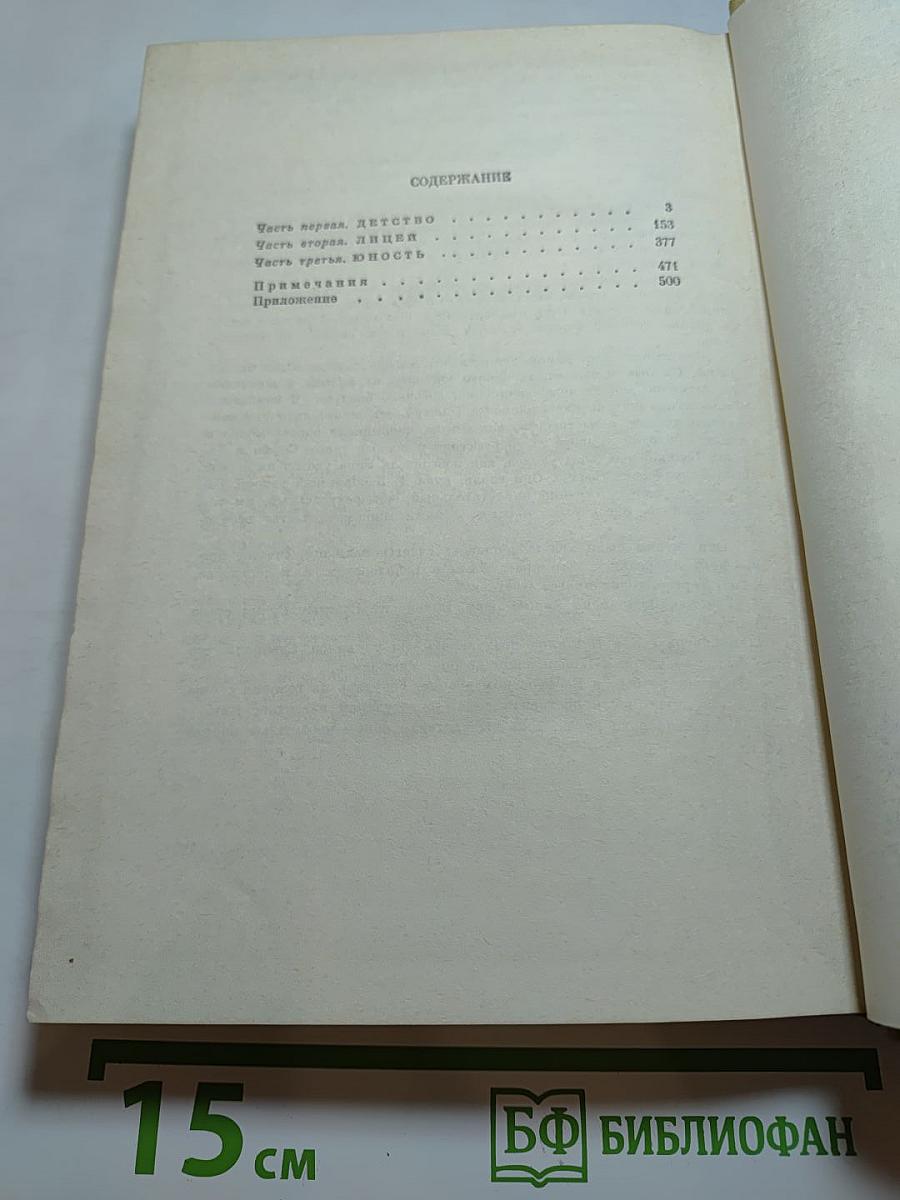 СОДЕРЖАНИЕ
Часть первая. ДЕТСТВО . . . . . . . . . . . 3
Часть вторая. ЛИЦЕЙ . . . . . . . . . . . . 153
Часть третья. ЮНОСТЬ . . . . . . . . . . . 377
Примечания . . . . . . . . . . . . . . 471
Приложение . . . . . . . . . . . . . . 500
15 см
БФ БИБЛИОФАН